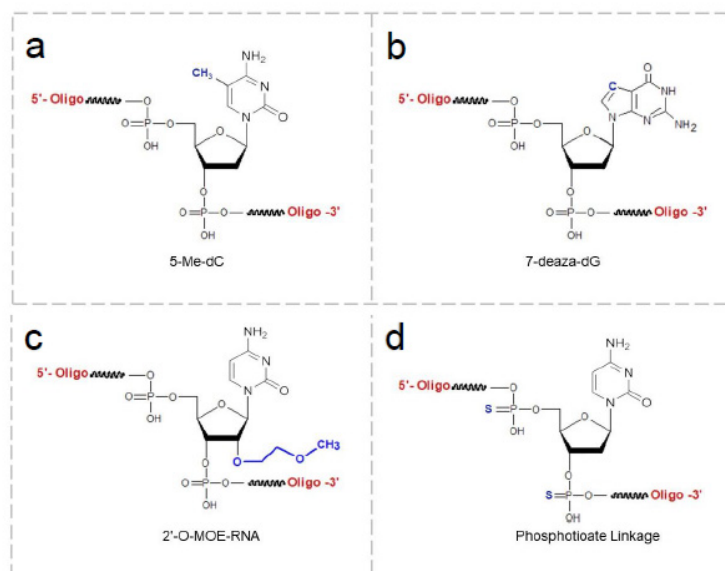 a
CH₃
NH₂
N
N
O
5'- Oligo
O
O
P
O
OH
O
O
O
P
O
Oligo -3'
OH
5-Me-dC
b
C
O
NH
N
N
NH₂
5'- Oligo
O
O
P
O
OH
O
O
O
P
O
Oligo -3'
OH
7-deaza-dG
c
NH₂
N
N
O
5'- Oligo
O
O
P
O
OH
O
O
O
CH₃
O
O
P
O
Oligo -3'
OH
2'-O-MOE-RNA
d
NH₂
N
N
O
5'- Oligo
O
S
P
O
OH
O
O
S
P
O
Oligo -3'
OH
Phosphotioate Linkage